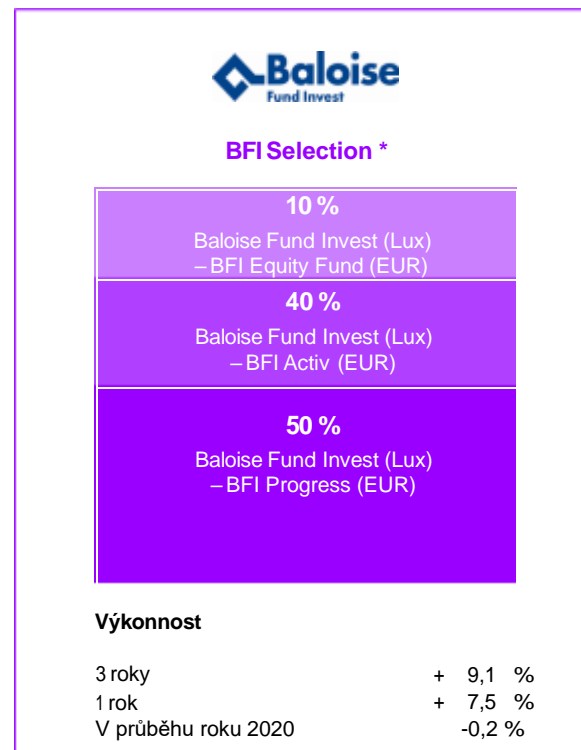 Baloise
Fund Invest
BFI Selection *
10 %
Baloise Fund Invest (Lux)
– BFI Equity Fund (EUR)
40 %
Baloise Fund Invest (Lux)
– BFI Activ (EUR)
50 %
Baloise Fund Invest (Lux)
– BFI Progress (EUR)
Výkonnost
3 roky + 9,1 %
1 rok + 7,5 %
V průběhu roku 2020 -0,2 %